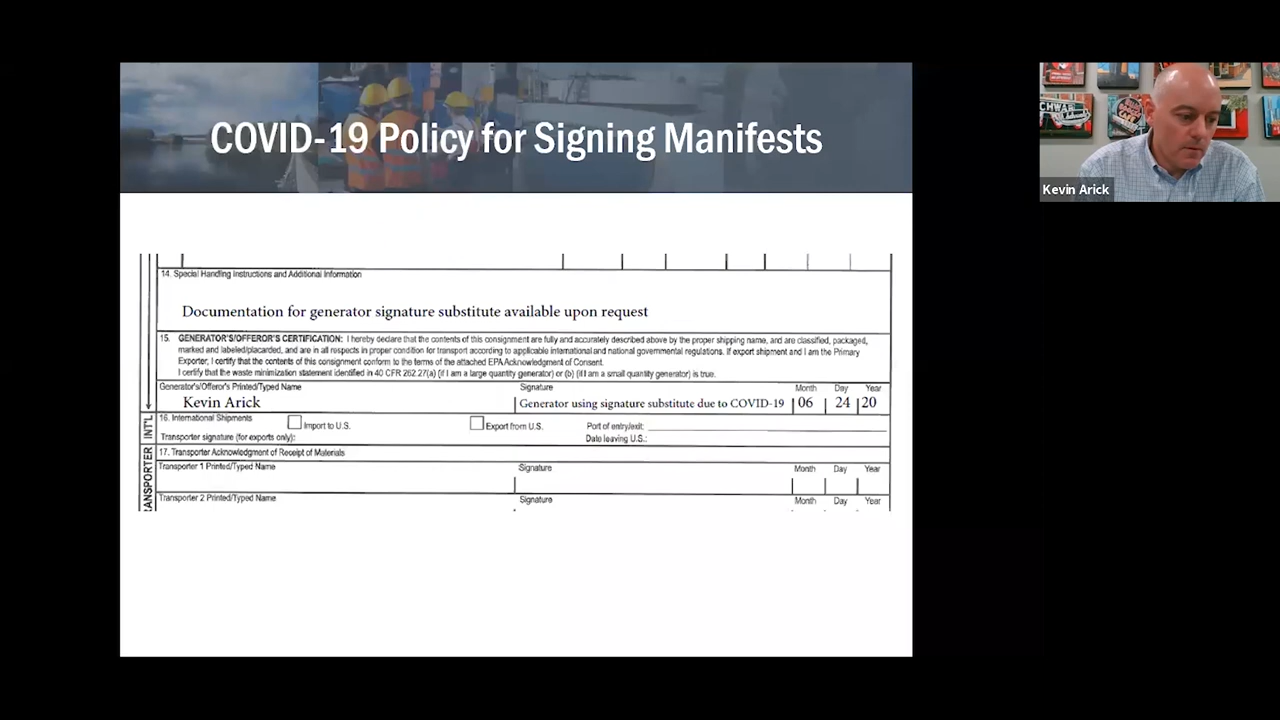 COVID-19 Policy for Signing Manifests
14. Special Handling Instructions and Additional Information
Documentation for generator signature substitute available upon request
15. GENERATOR'S/OFFEROR'S CERTIFICATION: I hereby declare that the contents of this consignment are fully and accurately described above by the proper shipping name, and are classified, packaged,
marked and labeled/placarded, and are in all respects in proper condition for transport according to applicable international and national governmental regulations. If export shipment and I am the Primary
Exporter, I certify that the contents of this consignment conform to the terms of the attached EPA Acknowledgment of Consent.
I certify that the waste minimization statement identified in 40 CFR 262.27(a) (if I am a large quantity generator) or (b) (if I am a small quantity generator) is true.
Generator's/Offeror's Printed/Typed Name Signature Month Day Year
Kevin Arick Generator using signature substitute due to COVID-19 06 24 20
INT'L
16. International Shipments
Import to U.S. Export from U.S. Port of entry/exit:
Transporter signature (for exports only): Date leaving U.S.:
17. Transporter Acknowledgment of Receipt of Materials
Transporter 1 Printed/Typed Name Signature Month Day Year
Transporter 2 Printed/Typed Name Signature Month Day Year
Kevin Arick